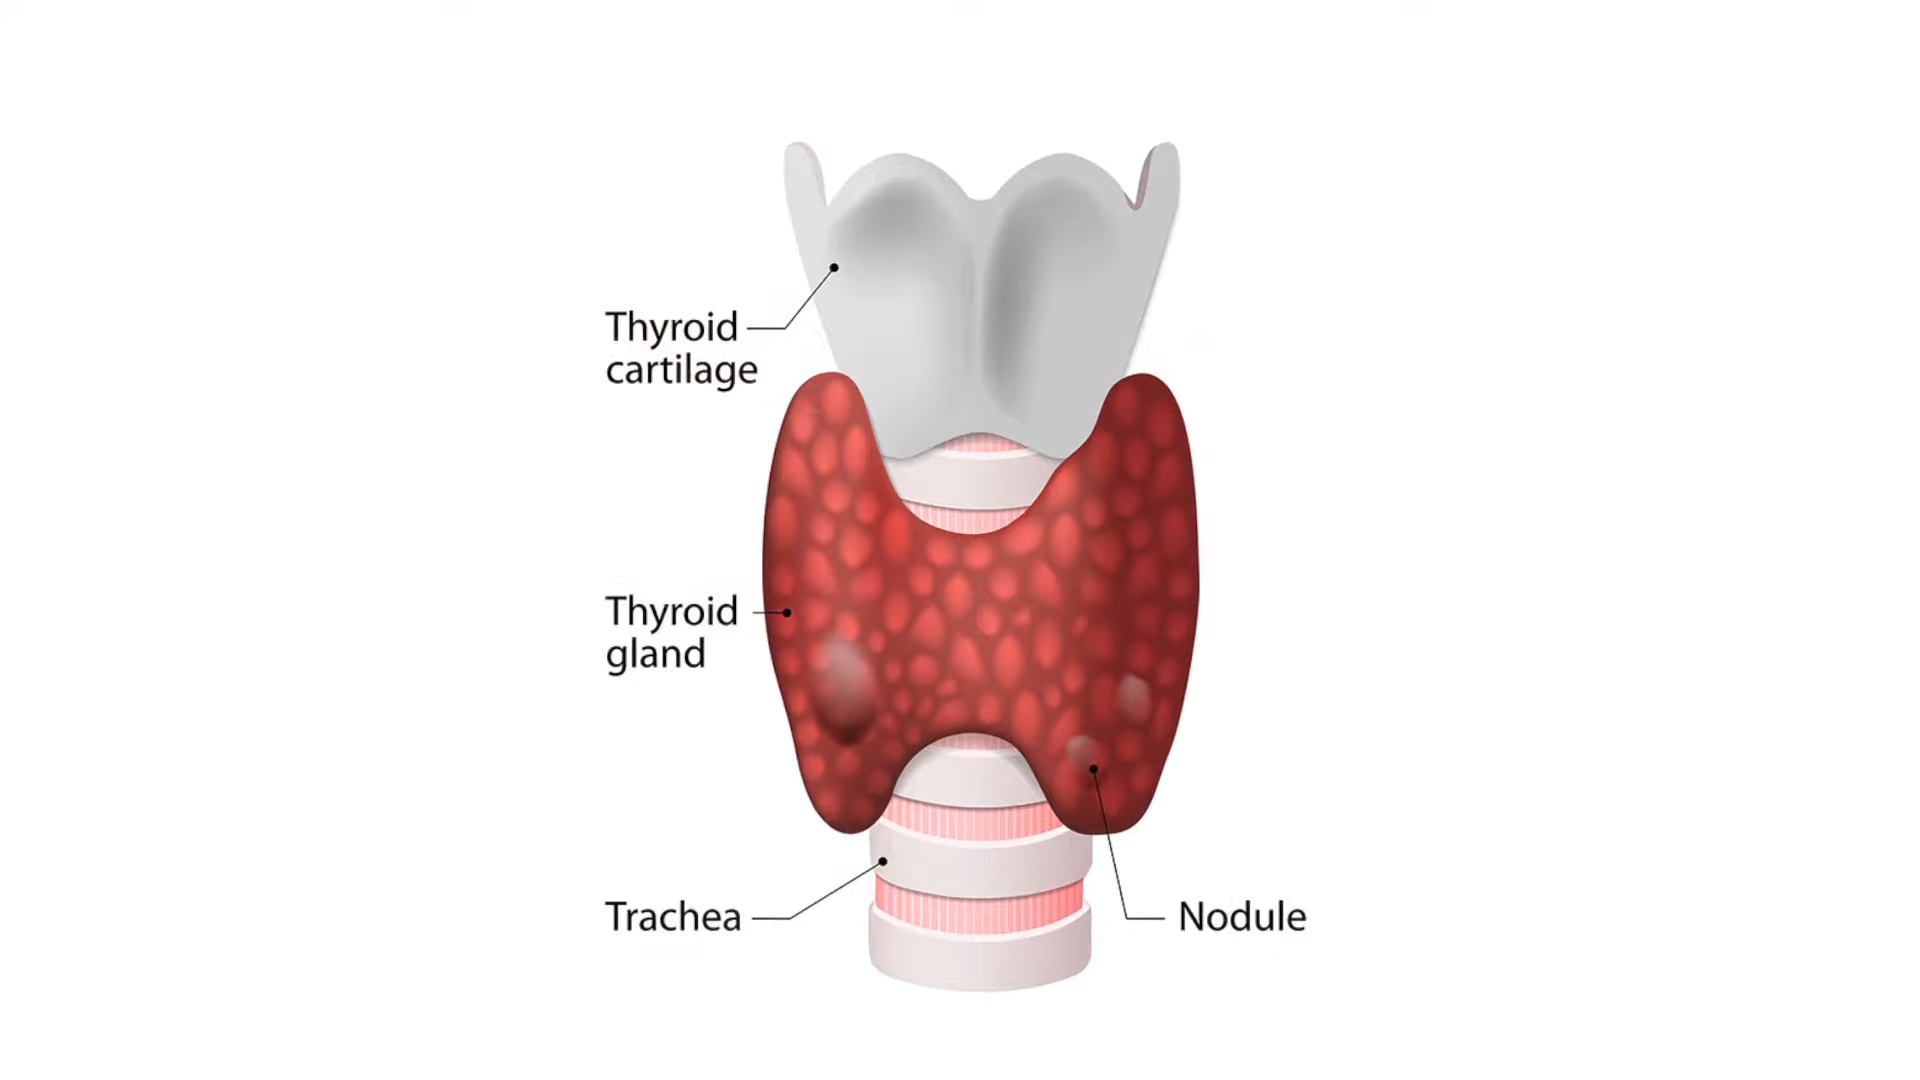 Thyroid
cartilage
Thyroid
gland
Trachea
Nodule